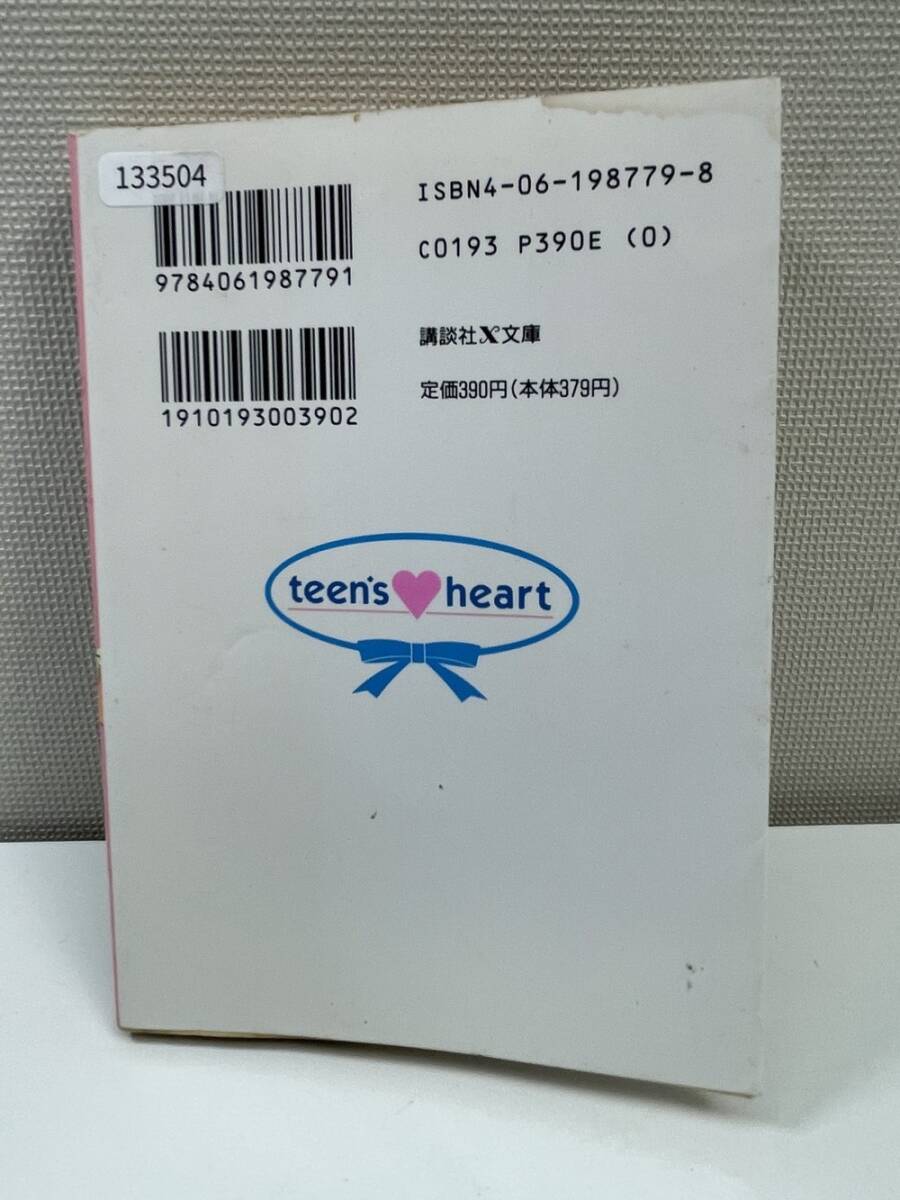 133504
9784061987791
1910193003902
ISBN4-06-198779-8
C0193 P390E (0)
講談社X文庫
定価390円(本体379円)
teen's♥heart